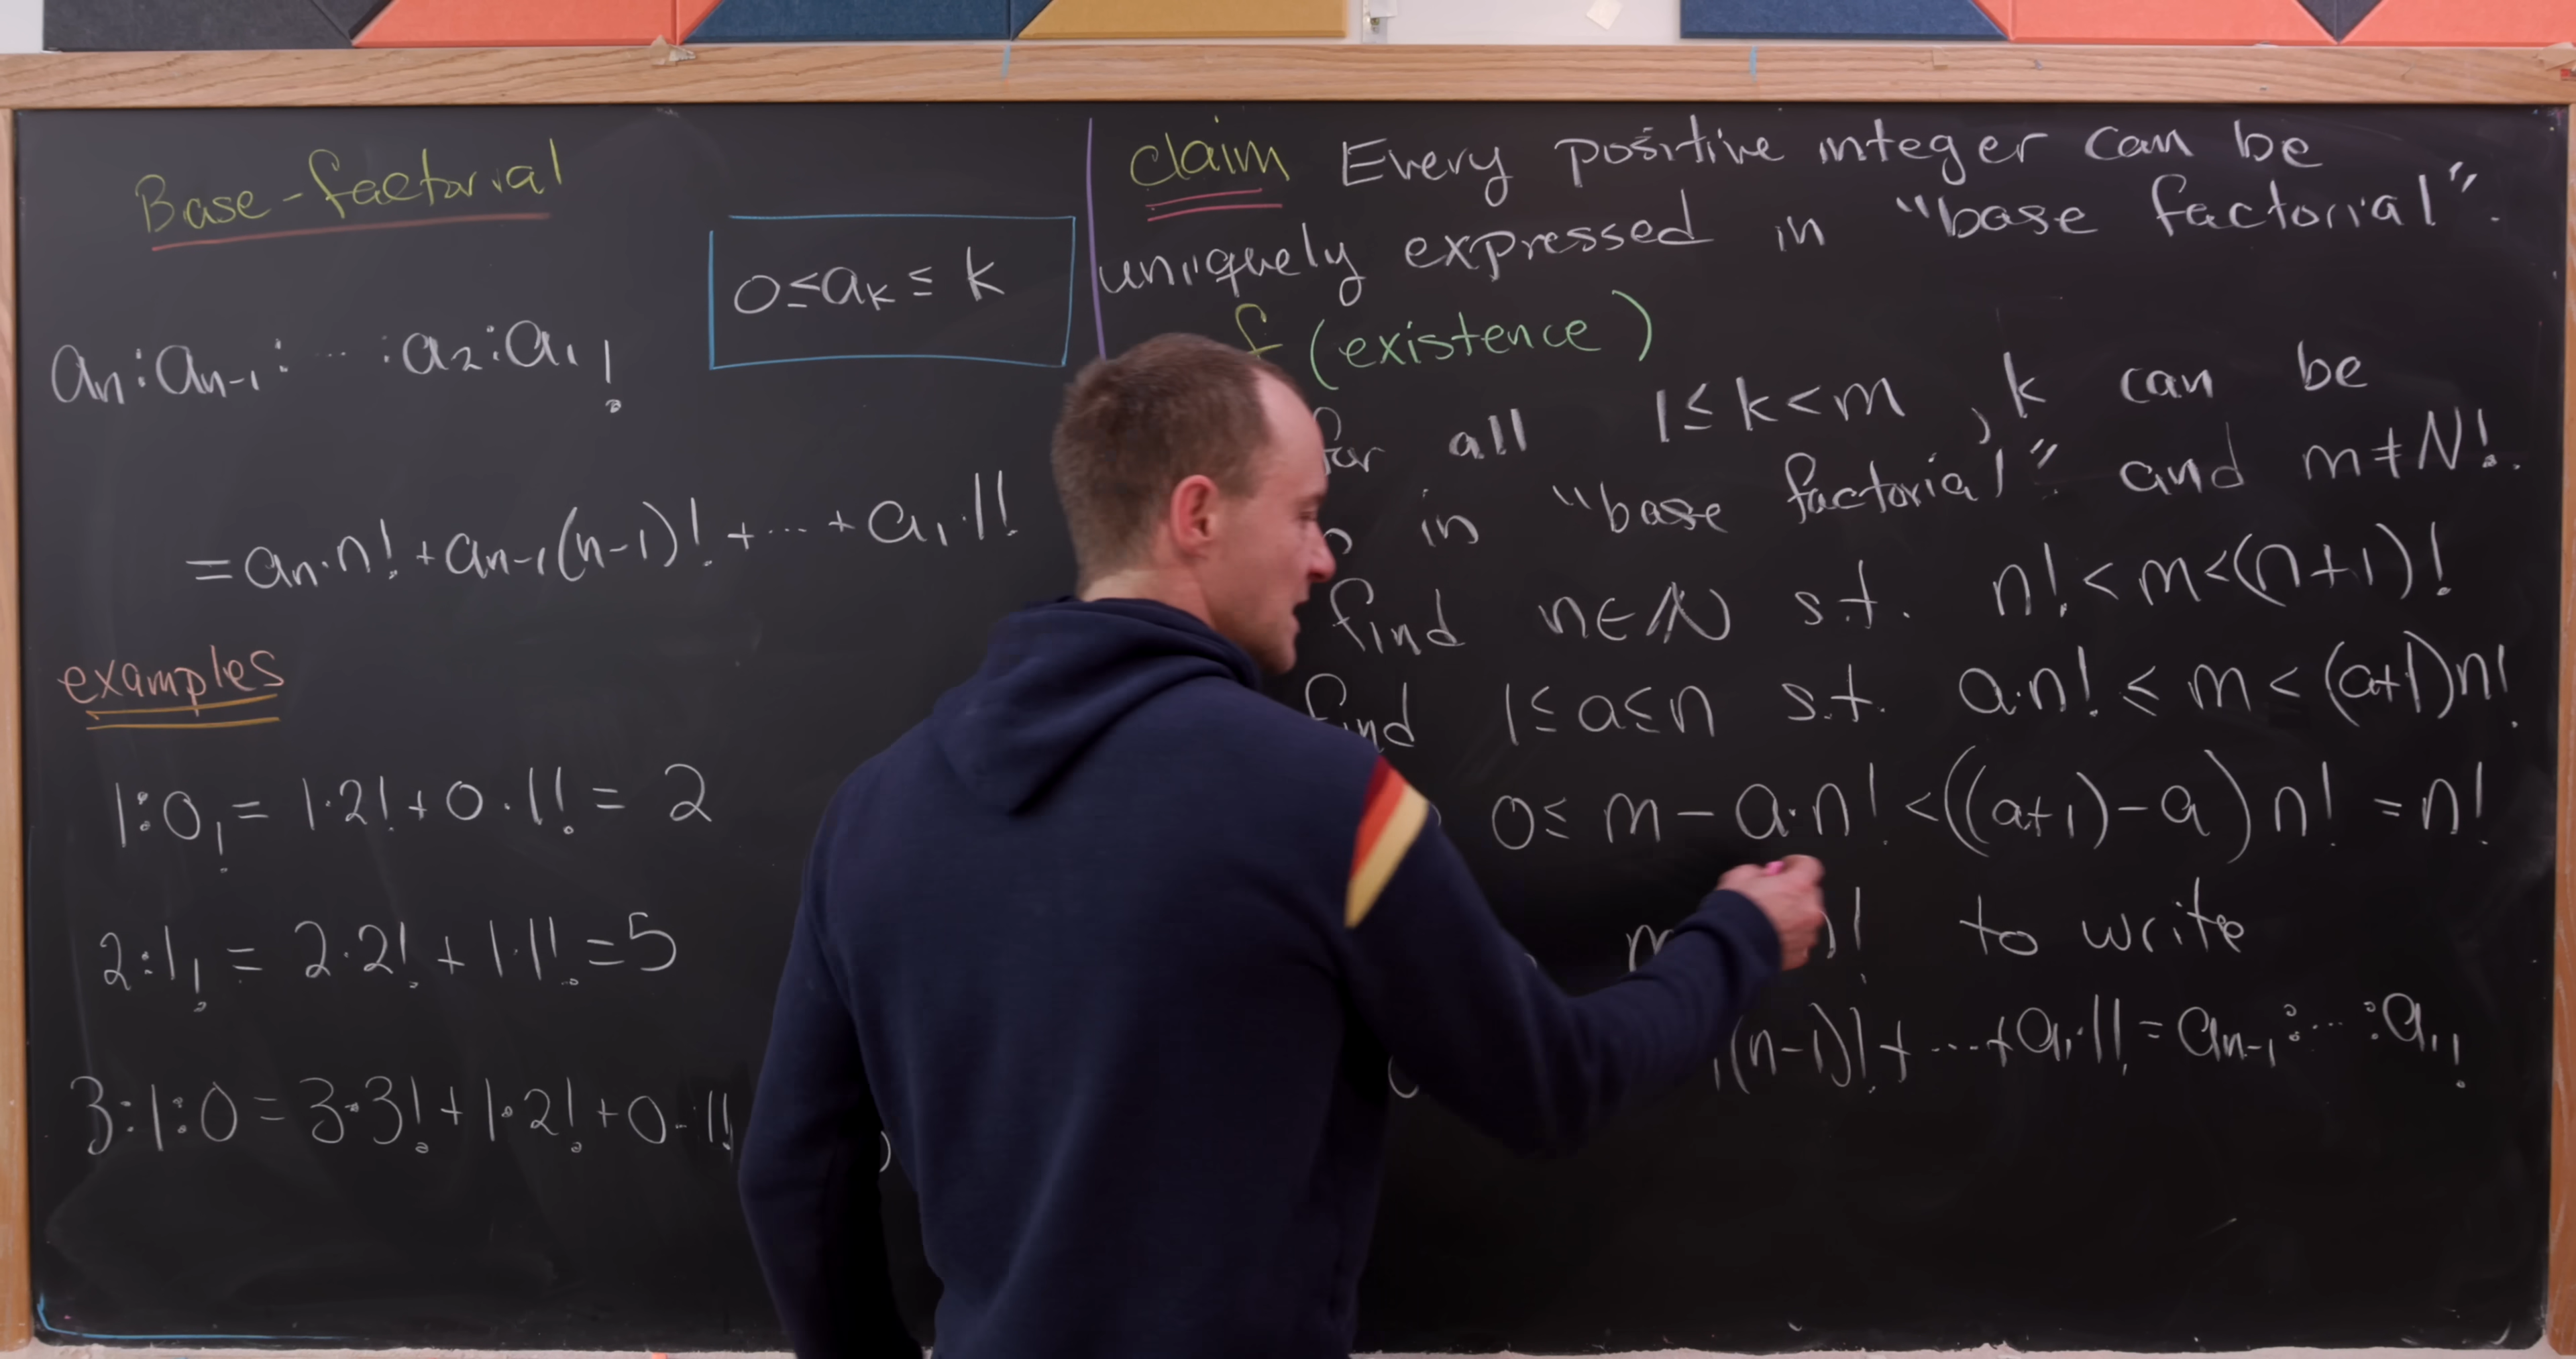 Base-factorial
0≤aₖ≤ k
aₙ:aₙ₋₁: ⋯ :a₂:a₁!
=aₙ·n!+aₙ₋₁(n-1)!+⋯+a₁·1!
examples
1:0! = 1·2!+0·1! = 2
2:1! = 2·2!+1·1! =5
3:1:0 = 3·3!+1·2!+0·1!
claim Every positive integer can be
uniquely expressed in "base factorial".
(existence)
for all 1≤k<m, k can be
in "base factorial" and m≠N!.
find n∈ℕ s.t. n!<m<(n+1)!
find 1≤a≤n s.t. a·n! < m < (a+1)n!
0≤ m-a·n! <((a+1)-a) n! =n!
to write
(n-1)!+⋯+a₁·1! = aₙ₋₁:⋯:a₁!